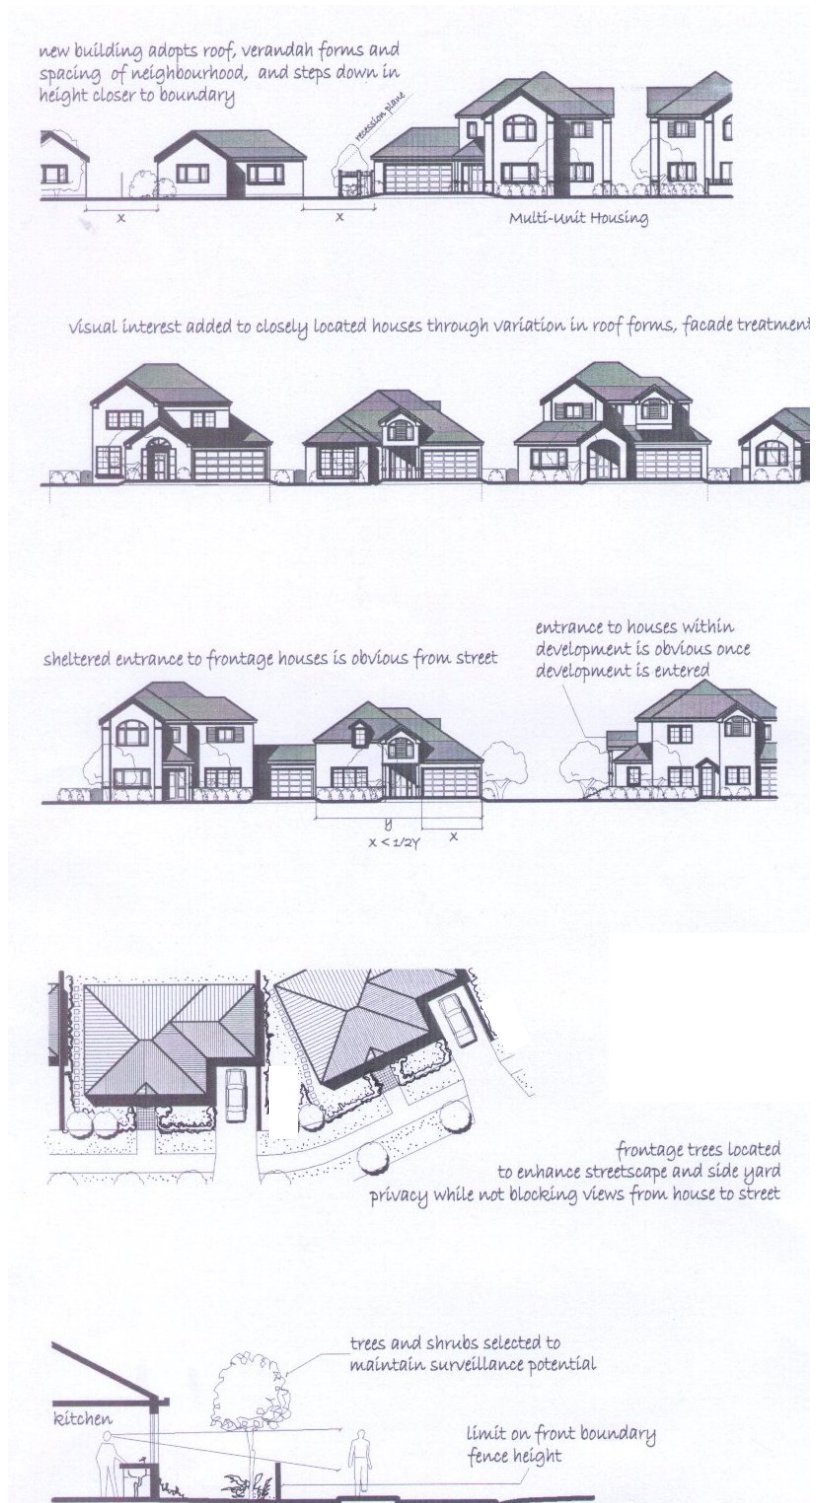 new building adopts roof, verandah forms and
spacing of neighbourhood, and steps down in
height closer to boundary
recession plane
x
x
Multi-Unit Housing
visual interest added to closely located houses through variation in roof forms, facade treatment
entrance to houses within
development is obvious once
development is entered
sheltered entrance to frontage houses is obvious from street
y
x
x < 1/2Y
frontage trees located
to enhance streetscape and side yard
privacy while not blocking views from house to street
trees and shrubs selected to
maintain surveillance potential
kitchen
limit on front boundary
fence height